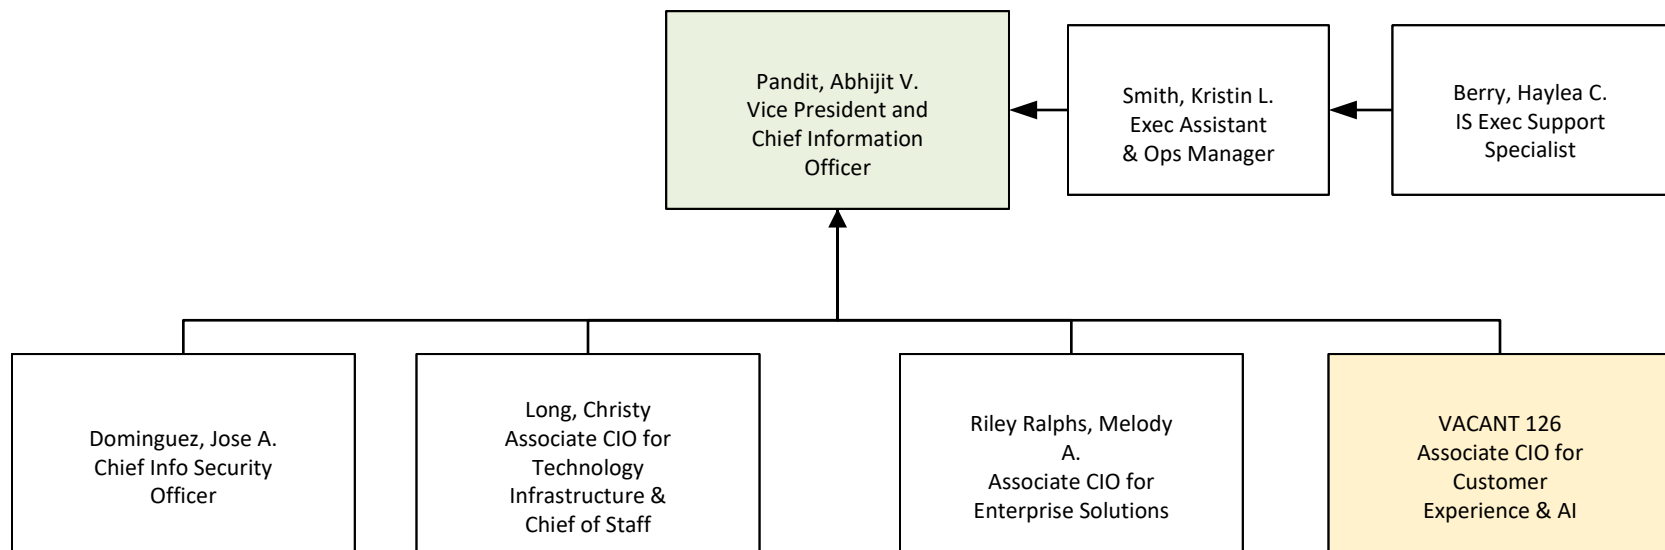 Pandit, Abhijit V.
Vice President and
Chief Information
Officer
Smith, Kristin L.
Exec Assistant
& Ops Manager
Berry, Haylea C.
IS Exec Support
Specialist
Dominguez, Jose A.
Chief Info Security
Officer
Long, Christy
Associate CIO for
Technology
Infrastructure &
Chief of Staff
Riley Ralphs, Melody
A.
Associate CIO for
Enterprise Solutions
VACANT 126
Associate CIO for
Customer
Experience & AI